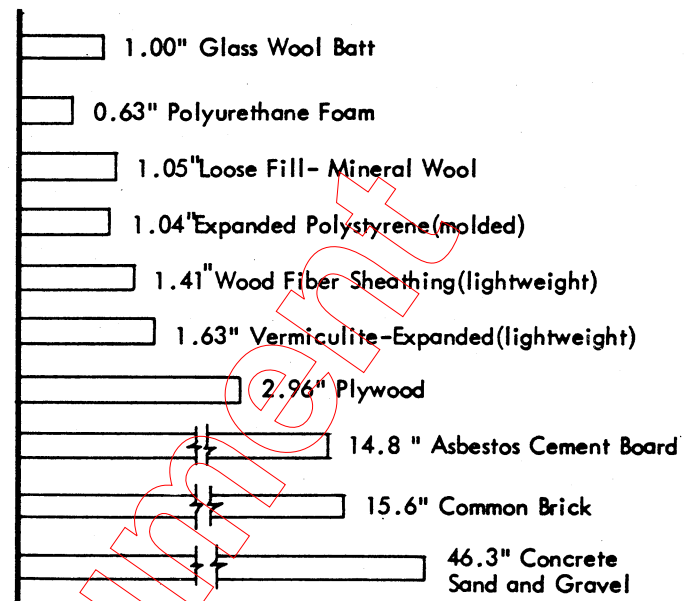 1.00" Glass Wool Batt
0.63" Polyurethane Foam
1.05"Loose Fill- Mineral Wool
1.04"Expanded Polystyrene(molded)
1.41"Wood Fiber Sheathing(lightweight)
1.63" Vermiculite-Expanded(lightweight)
2.96" Plywood
14.8 " Asbestos Cement Board
15.6" Common Brick
46.3" Concrete
Sand and Gravel
ument